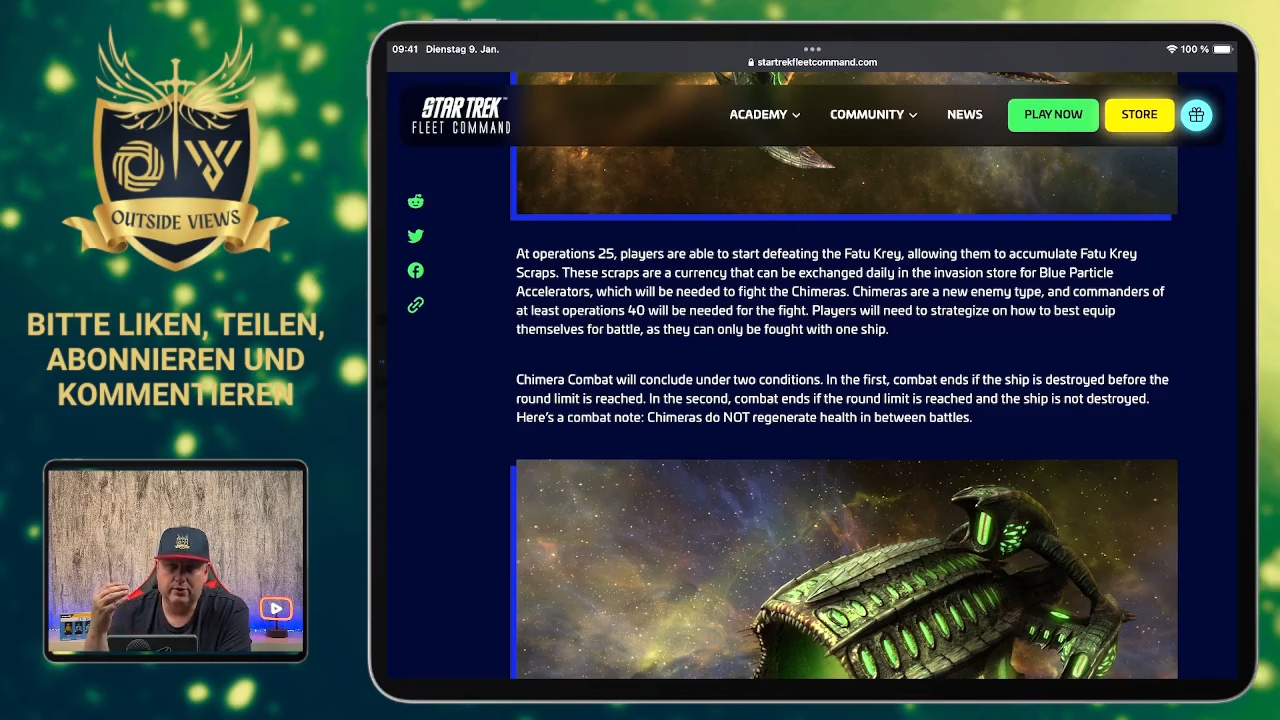 OUTSIDE VIEWS
BITTE LIKEN, TEILEN,
ABONNIEREN UND
KOMMENTIEREN
09:41 Dienstag 9. Jan.
100 %
startrekfleetcommand.com
STAR TREK
FLEET COMMAND
ACADEMY
COMMUNITY
NEWS
PLAY NOW
STORE
At operations 25, players are able to start defeating the Fatu Krey, allowing them to accumulate Fatu Krey
Scraps. These scraps are a currency that can be exchanged daily in the invasion store for Blue Particle
Accelerators, which will be needed to fight the Chimeras. Chimeras are a new enemy type, and commanders of
at least operations 40 will be needed for the fight. Players will need to strategize on how to best equip
themselves for battle, as they can only be fought with one ship.
Chimera Combat will conclude under two conditions. In the first, combat ends if the ship is destroyed before the
round limit is reached. In the second, combat ends if the round limit is reached and the ship is not destroyed.
Here's a combat note: Chimeras do NOT regenerate health in between battles.